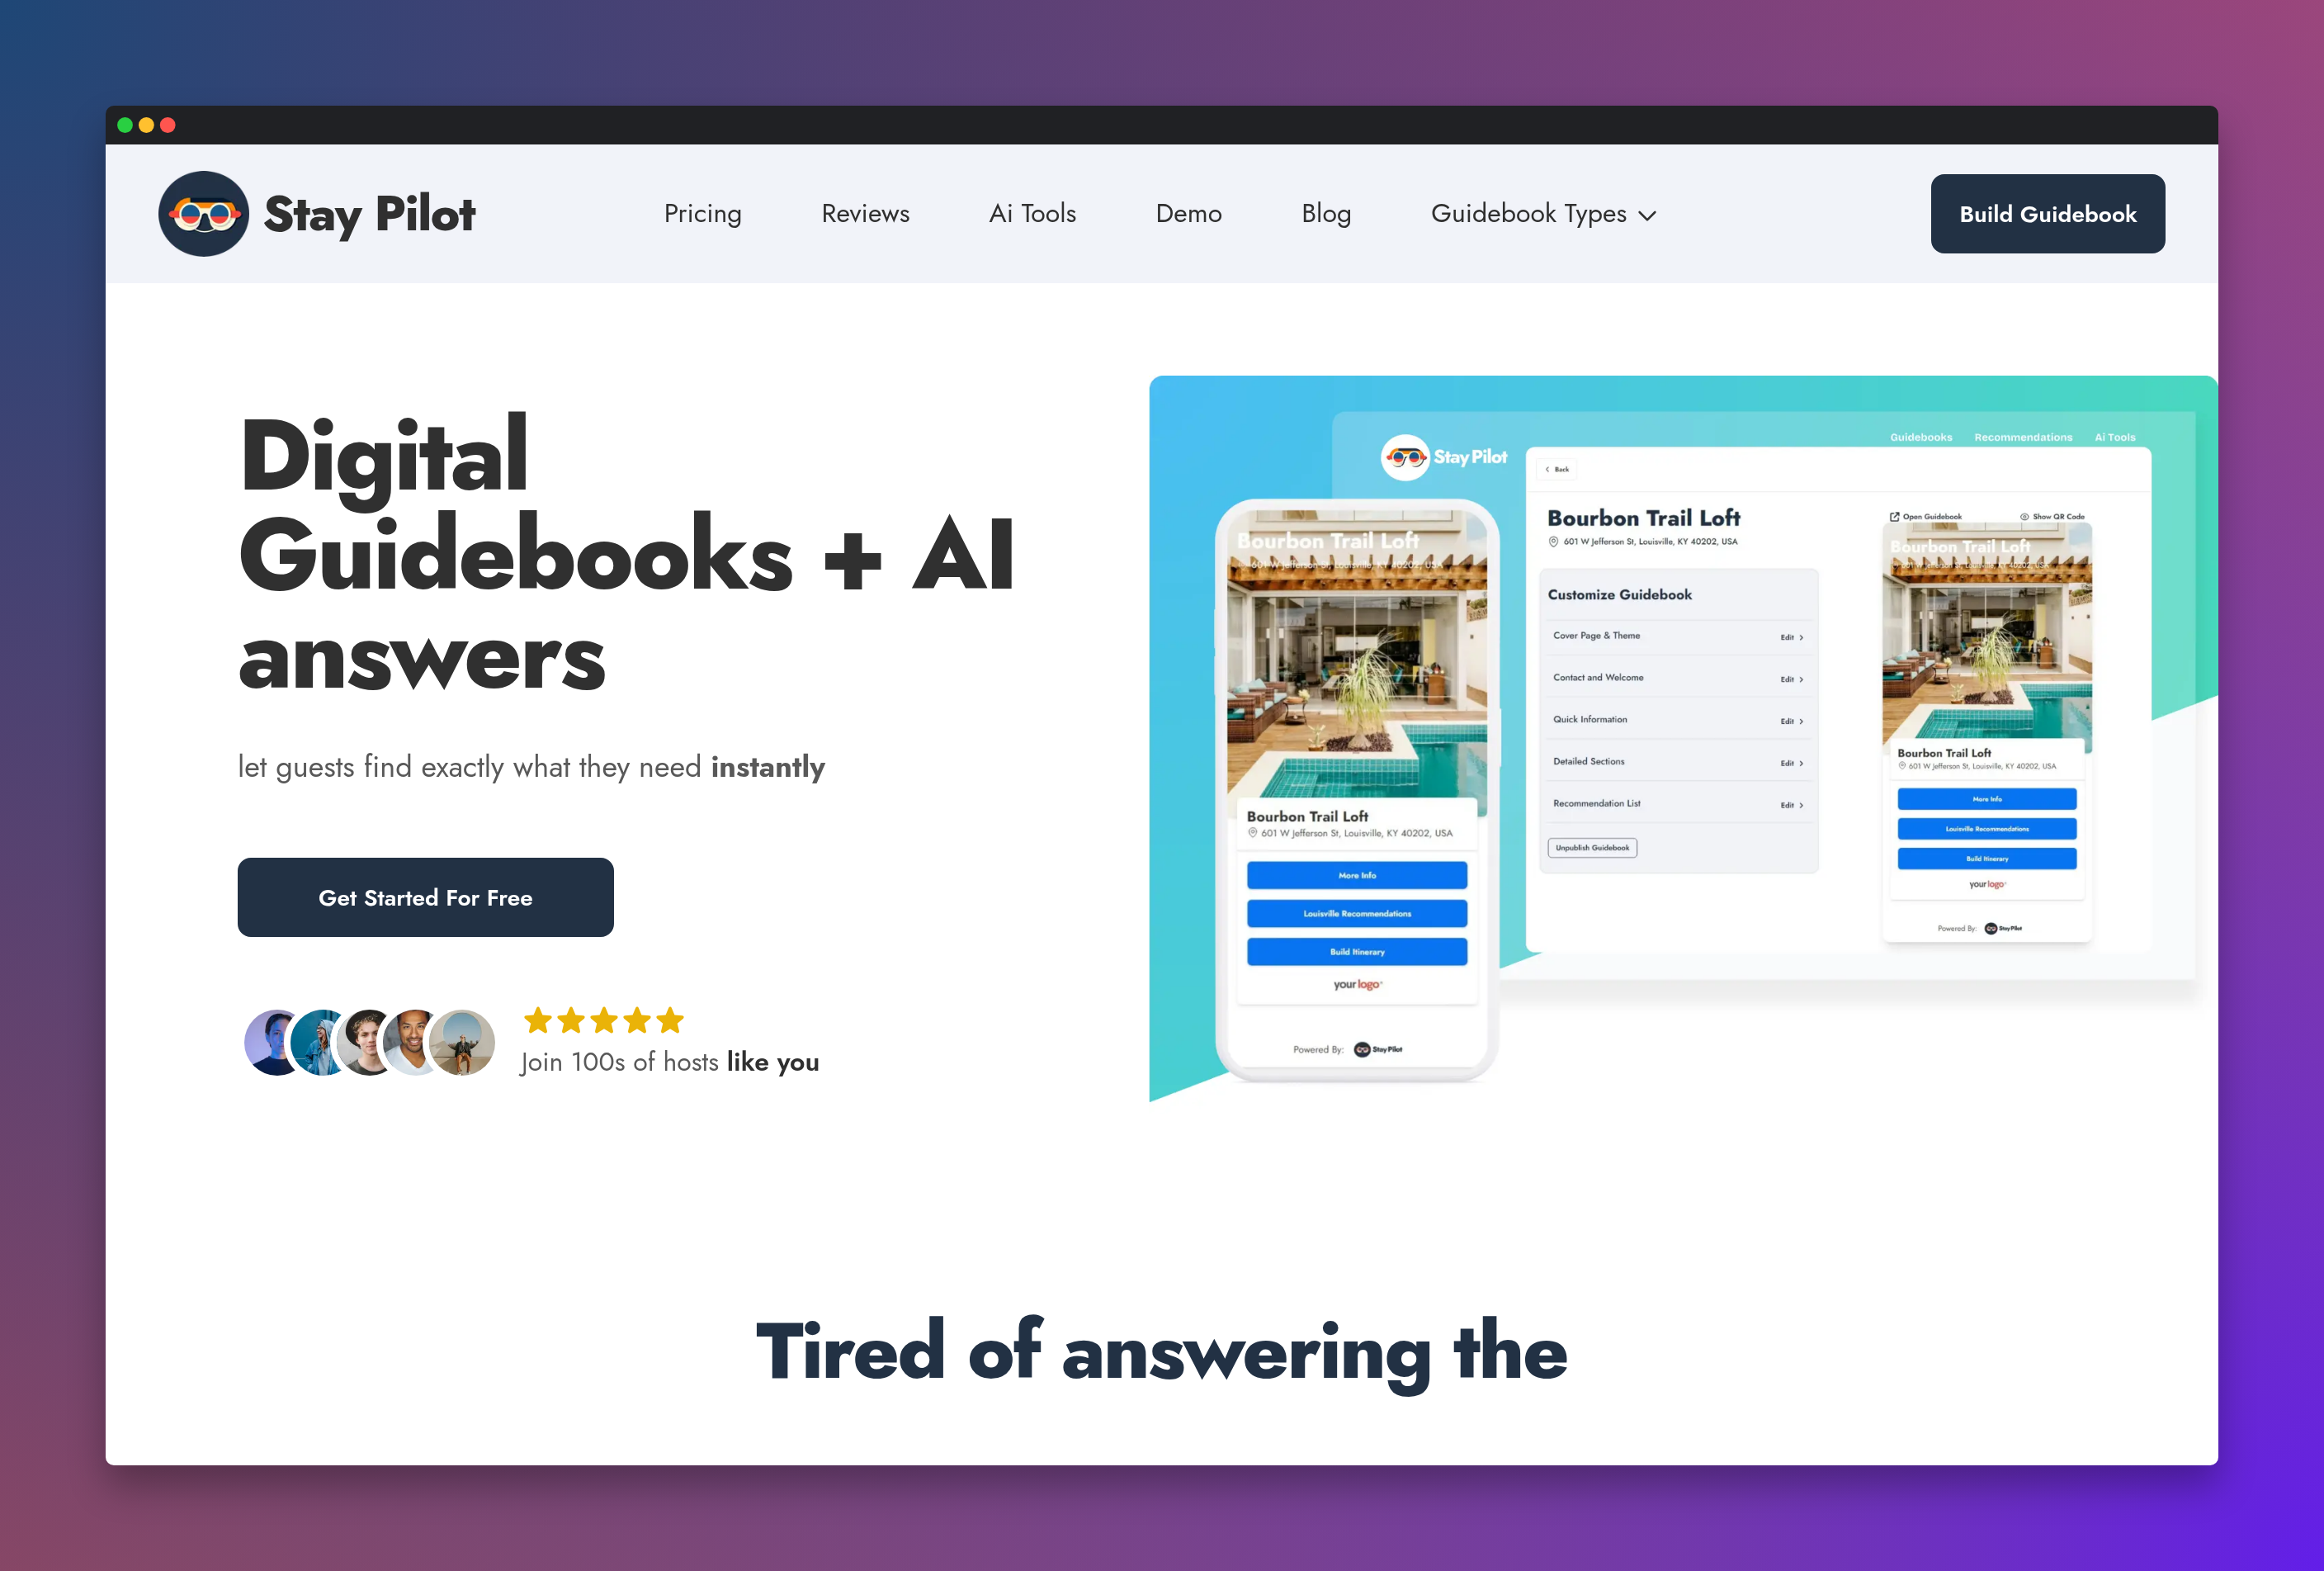 Stay Pilot
Pricing
Reviews
Ai Tools
Demo
Blog
Guidebook Types
Build Guidebook
Digital
Guidebooks + AI
answers
let guests find exactly what they need instantly
Get Started For Free
Join 100s of hosts like you
Stay Pilot
Guidebooks
Recommendations
Ai Tools
Back
Bourbon Trail Loft
601 W Jefferson St, Louisville, KY 40202, USA
Customize Guidebook
Cover Page & Theme
Edit
Contact and Welcome
Edit
Quick Information
Edit
Detailed Sections
Edit
Recommendation List
Edit
Unpublish Guidebook
Open Guidebook
Show QR Code
Bourbon Trail Loft
601 W Jefferson St, Louisville, KY 40202, USA
Bourbon Trail Loft
601 W Jefferson St, Louisville, KY 40202, USA
More Info
Louisville Recommendations
Build Itinerary
your logo
Powered By:
Stay Pilot
Bourbon Trail Loft
601 W Jefferson St, Louisville, KY 40202, USA
Bourbon Trail Loft
601 W Jefferson St, Louisville, KY 40202, USA
More Info
Louisville Recommendations
Build Itinerary
your logo
Powered By:
Stay Pilot
Tired of answering the